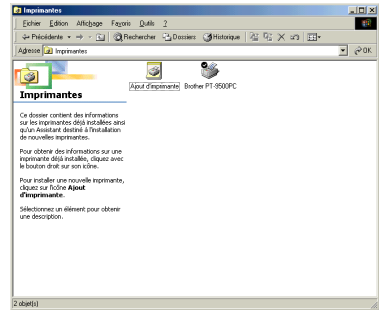 Imprimantes
Fichier Edition Affichage Favoris Outils ?
Précédente Rechercher Dossiers Historique
Adresse Imprimantes OK
Imprimantes
Ce dossier contient des informations
sur les imprimantes déjà installées ainsi
qu'un Assistant destiné à l'installation
de nouvelles imprimantes.
Pour obtenir des informations sur une
imprimante déjà installée, cliquez avec
le bouton droit sur son icône.
Pour installer une nouvelle imprimante,
cliquez sur l'icône Ajout
d'imprimante.
Sélectionnez un élément pour obtenir
une description.
Ajout d'imprimante Brother PT-9500PC
2 objet(s)